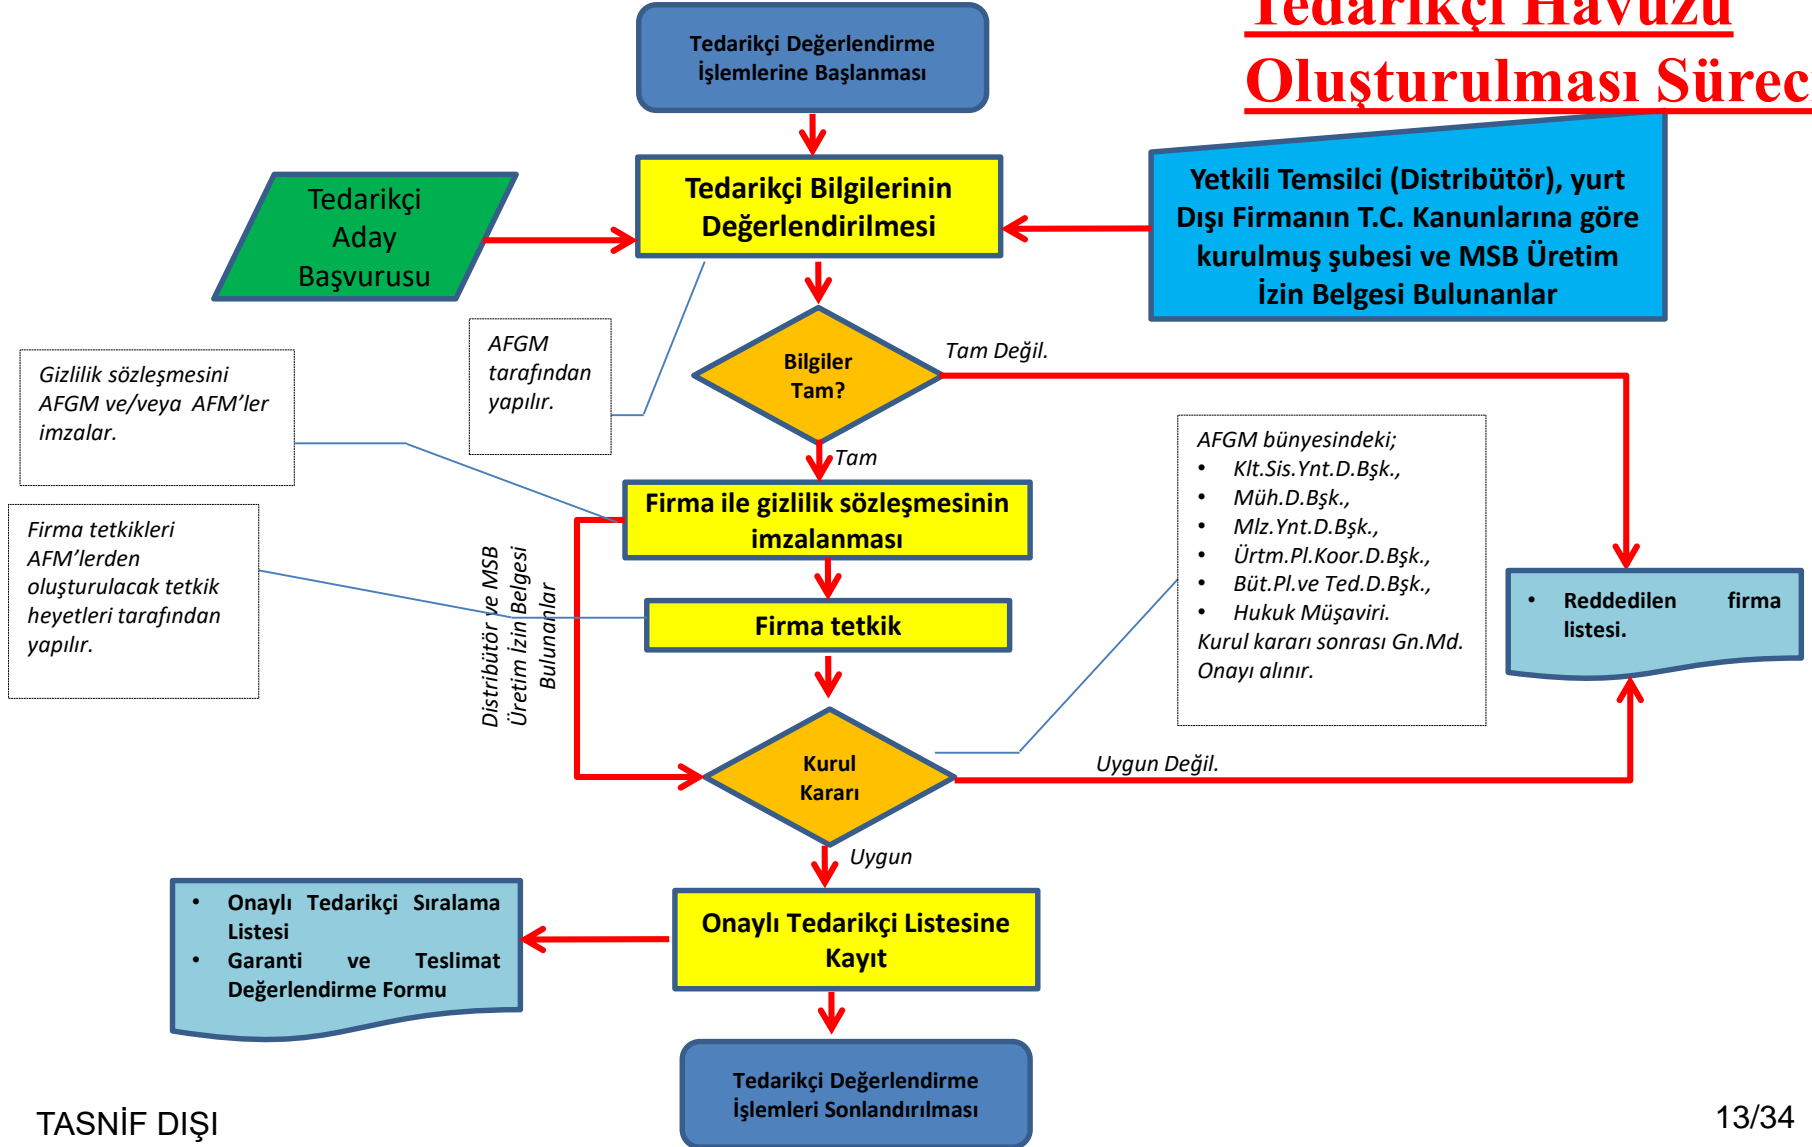 Tedarikçi Havuzu
Oluşturulması Süreci
Tedarikçi Değerlendirme
İşlemlerine Başlanması
Tedarikçi
Aday
Başvurusu
Tedarikçi Bilgilerinin
Değerlendirilmesi
Yetkili Temsilci (Distribütör), yurt
Dışı Firmanın T.C. Kanunlarına göre
kurulmuş şubesi ve MSB Üretim
İzin Belgesi Bulunanlar
AFGM
tarafından
yapılır.
Bilgiler
Tam?
Tam Değil.
Gizlilik sözleşmesini
AFGM ve/veya AFM’ler
imzalar.
Tam
Firma ile gizlilik sözleşmesinin
imzalanması
Firma tetkikleri
AFM’lerden
oluşturulacak tetkik
heyetleri tarafından
yapılır.
Distribütör ve MSB
Üretim İzin Belgesi
Bulunanlar
Firma tetkik
AFGM bünyesindeki;
• Klt.Sis.Ynt.D.Bşk.,
• Müh.D.Bşk.,
• Mlz.Ynt.D.Bşk.,
• Ürtm.Pl.Koor.D.Bşk.,
• Büt.Pl.ve Ted.D.Bşk.,
• Hukuk Müşaviri.
Kurul kararı sonrası Gn.Md.
Onayı alınır.
• Reddedilen firma
listesi.
Kurul
Kararı
Uygun Değil.
Uygun
• Onaylı Tedarikçi Sıralama
Listesi
• Garanti ve Teslimat
Değerlendirme Formu
Onaylı Tedarikçi Listesine
Kayıt
Tedarikçi Değerlendirme
İşlemleri Sonlandırılması
TASNİF DIŞI
13/34